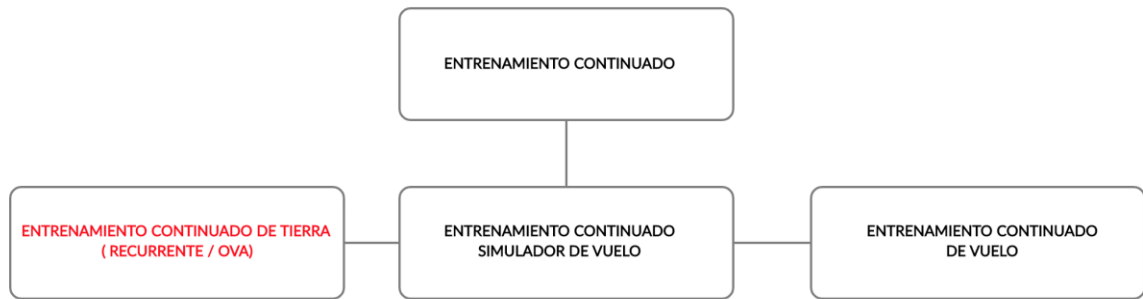 ENTRENAMIENTO CONTINUADO
ENTRENAMIENTO CONTINUADO DE TIERRA
( RECURRENTE / OVA)
ENTRENAMIENTO CONTINUADO
SIMULADOR DE VUELO
ENTRENAMIENTO CONTINUADO
DE VUELO